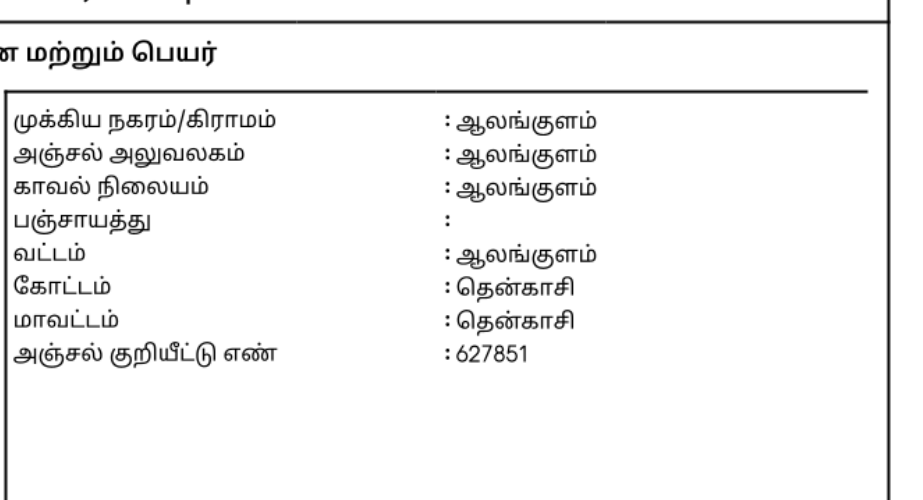 மற்றும் பெயர்
முக்கிய நகரம்/கிராமம் : ஆலங்குளம்
அஞ்சல் அலுவலகம் : ஆலங்குளம்
காவல் நிலையம் : ஆலங்குளம்
பஞ்சாயத்து :
வட்டம் : ஆலங்குளம்
கோட்டம் : தென்காசி
மாவட்டம் : தென்காசி
அஞ்சல் குறியீட்டு எண் : 627851